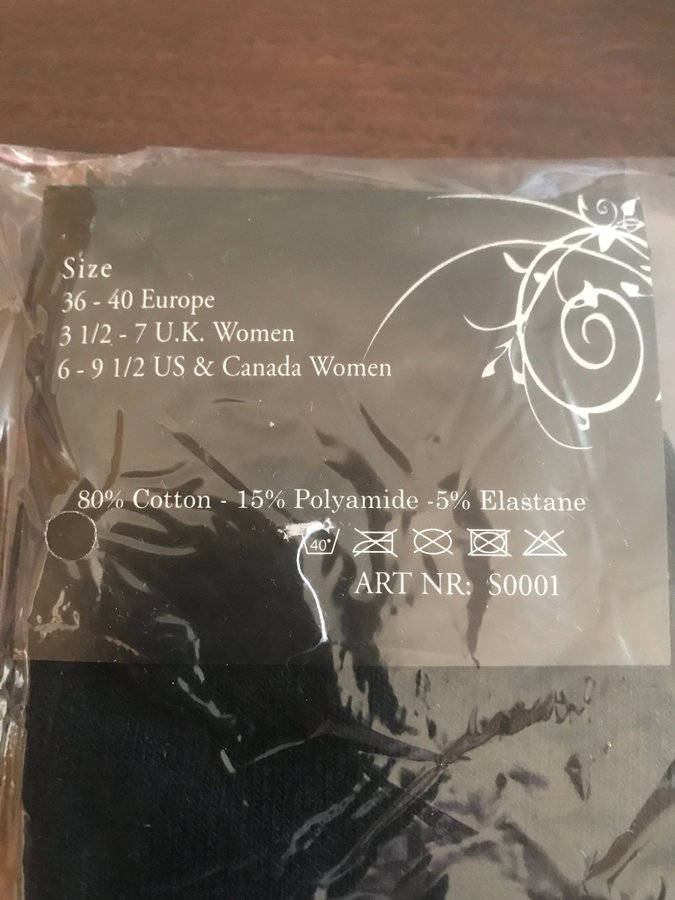 Size
36 - 40 Europe
3 1/2 - 7 U.K. Women
6 - 9 1/2 US & Canada Women
80% Cotton - 15% Polyamide -5% Elastane
40°
ART NR: S0001